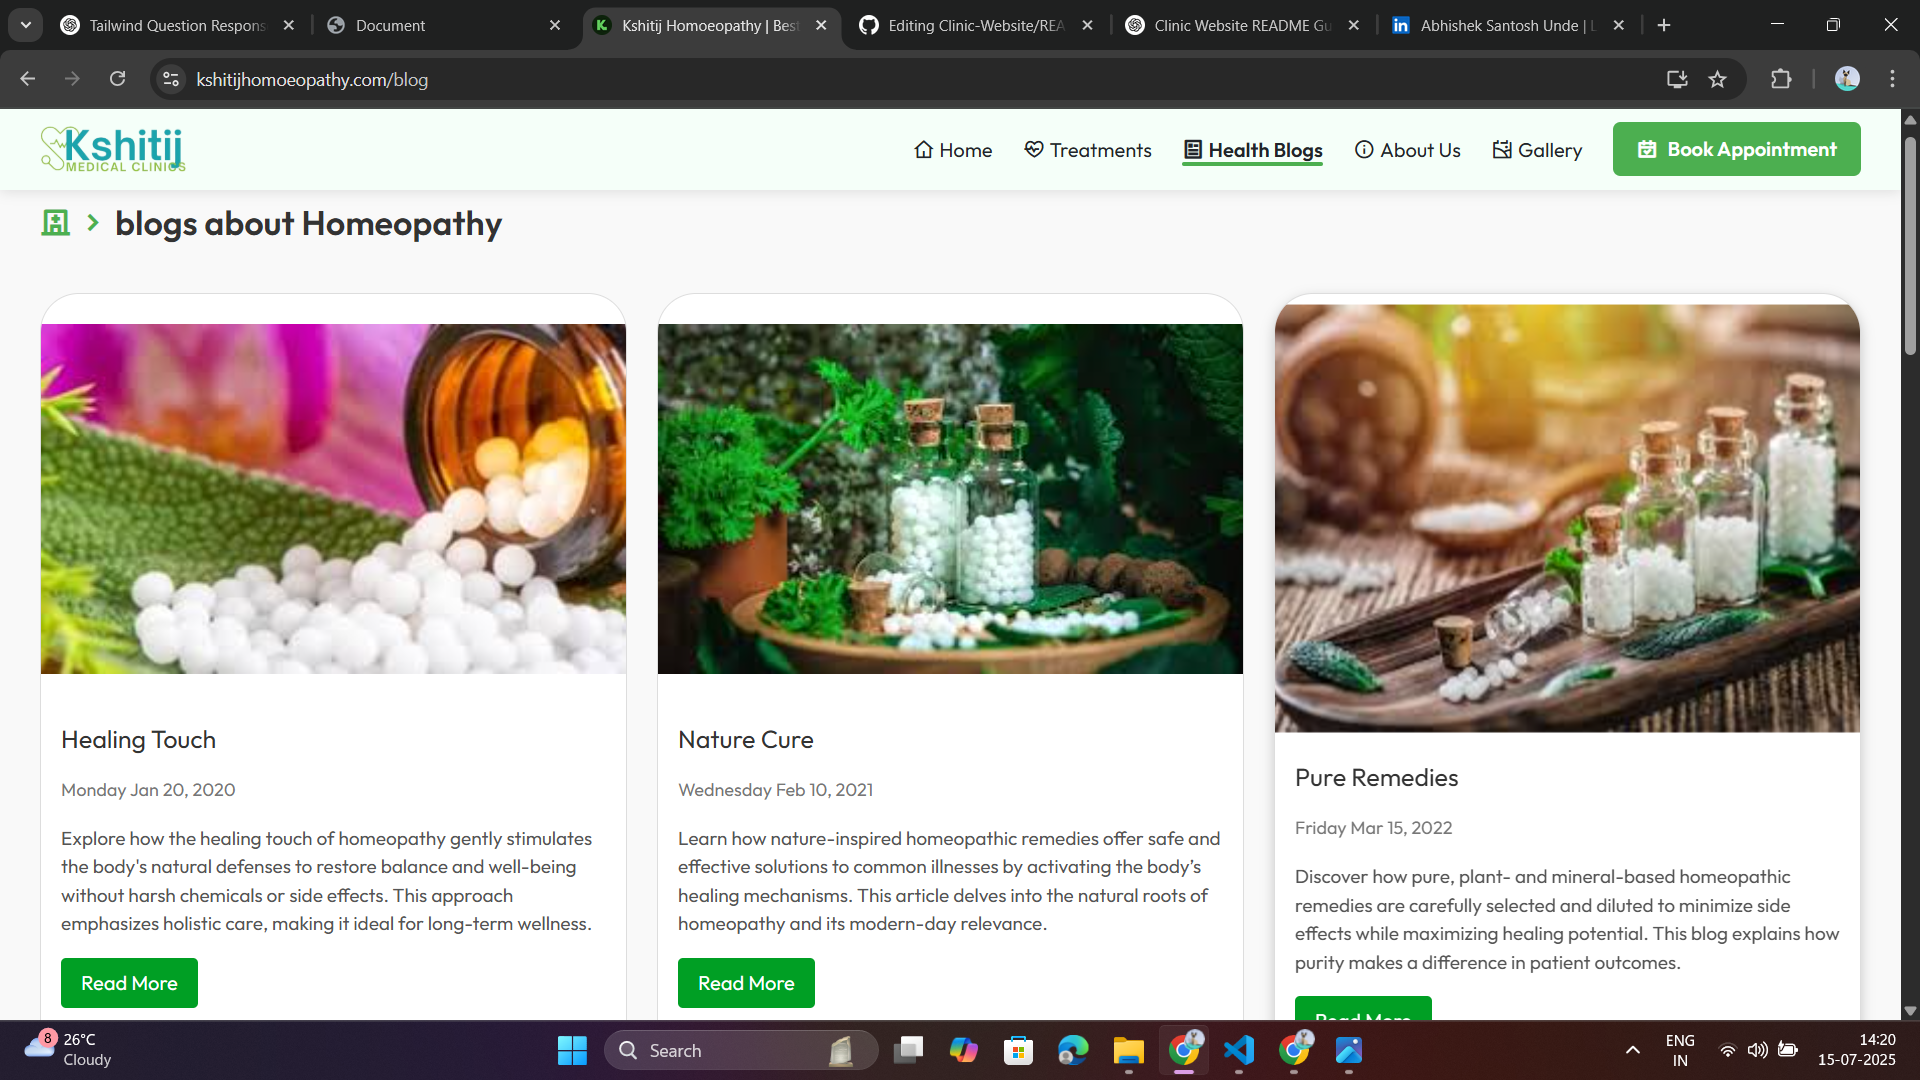 Tailwind Question Respons
Document
Kshitij Homoeopathy | Best
Editing Clinic-Website/REA
Clinic Website README Gu
Abhishek Santosh Unde | L
kshitijhomoeopathy.com/blog
Kshitij
MEDICAL CLINICS
Home
Treatments
Health Blogs
About Us
Gallery
Book Appointment
blogs about Homeopathy
Healing Touch
Monday Jan 20, 2020
Explore how the healing touch of homeopathy gently stimulates
the body's natural defenses to restore balance and well-being
without harsh chemicals or side effects. This approach
emphasizes holistic care, making it ideal for long-term wellness.
Read More
Nature Cure
Wednesday Feb 10, 2021
Learn how nature-inspired homeopathic remedies offer safe and
effective solutions to common illnesses by activating the body’s
healing mechanisms. This article delves into the natural roots of
homeopathy and its modern-day relevance.
Read More
Pure Remedies
Friday Mar 15, 2022
Discover how pure, plant- and mineral-based homeopathic
remedies are carefully selected and diluted to minimize side
effects while maximizing healing potential. This blog explains how
purity makes a difference in patient outcomes.
Read More
8
26°C
Cloudy
Search
ENG
IN
14:20
15-07-2025